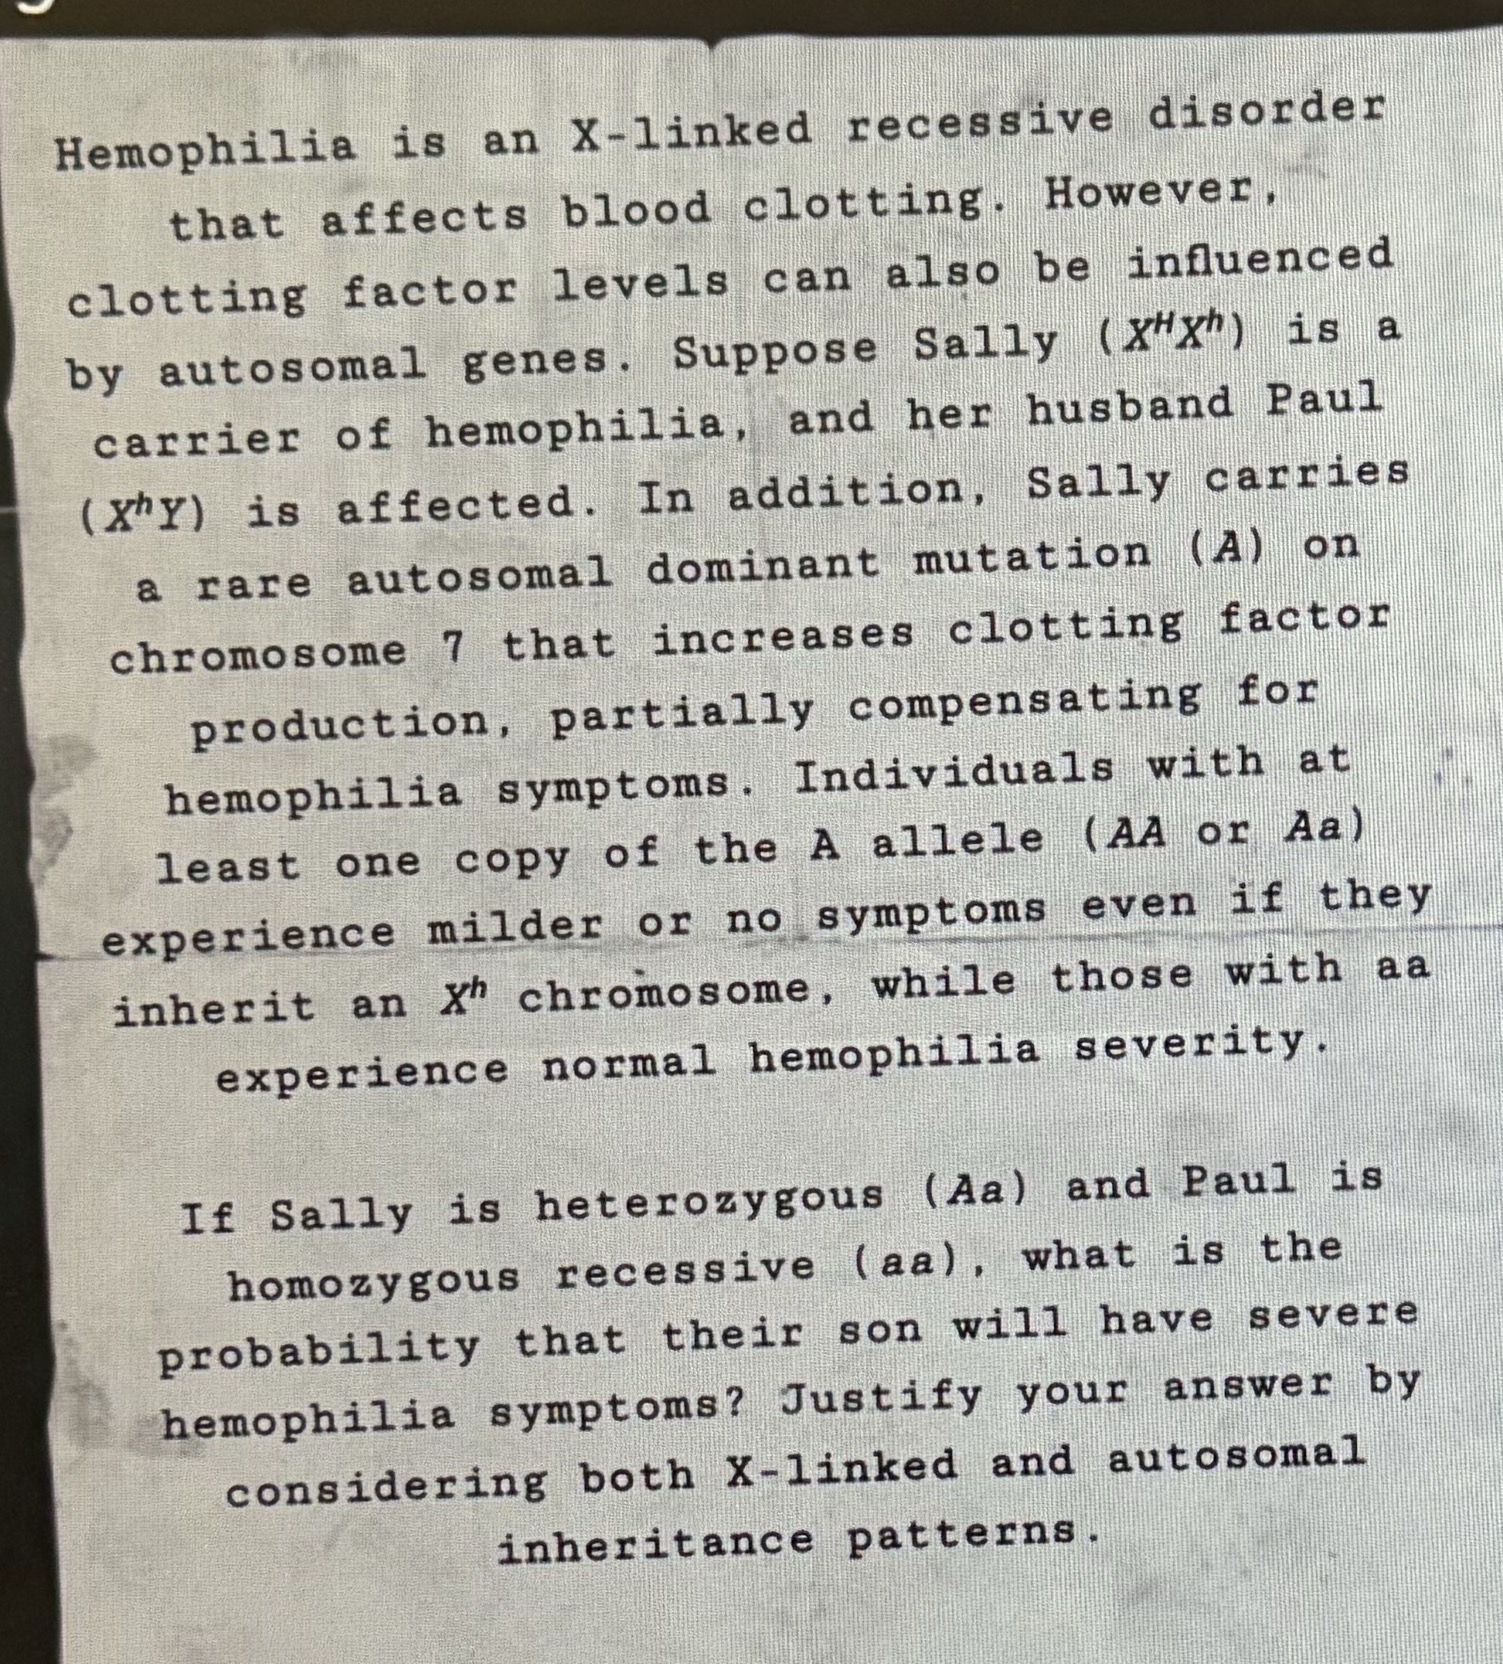 Hemophilia is an X-linked recessive disorder
that affects blood clotting. However,
clotting factor levels can also be influenced
by autosomal genes. Suppose Sally (XᴴXʰ) is a
carrier of hemophilia, and her husband Paul
(XʰY) is affected. In addition, Sally carries
a rare autosomal dominant mutation (A) on
chromosome 7 that increases clotting factor
production, partially compensating for
hemophilia symptoms. Individuals with at
least one copy of the A allele (AA or Aa)
experience milder or no symptoms even if they
inherit an Xʰ chromosome, while those with aa
experience normal hemophilia severity.
If Sally is heterozygous (Aa) and Paul is
homozygous recessive (aa), what is the
probability that their son will have severe
hemophilia symptoms? Justify your answer by
considering both X-linked and autosomal
inheritance patterns.